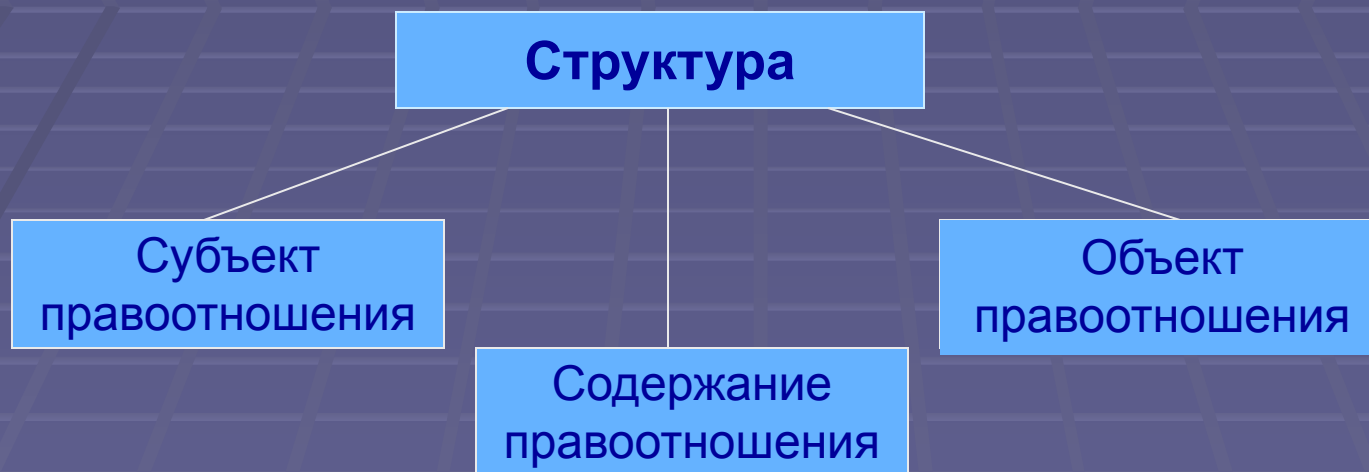 Структура
Субъект
правоотношения
Объект
правоотношения
Содержание
правоотношения